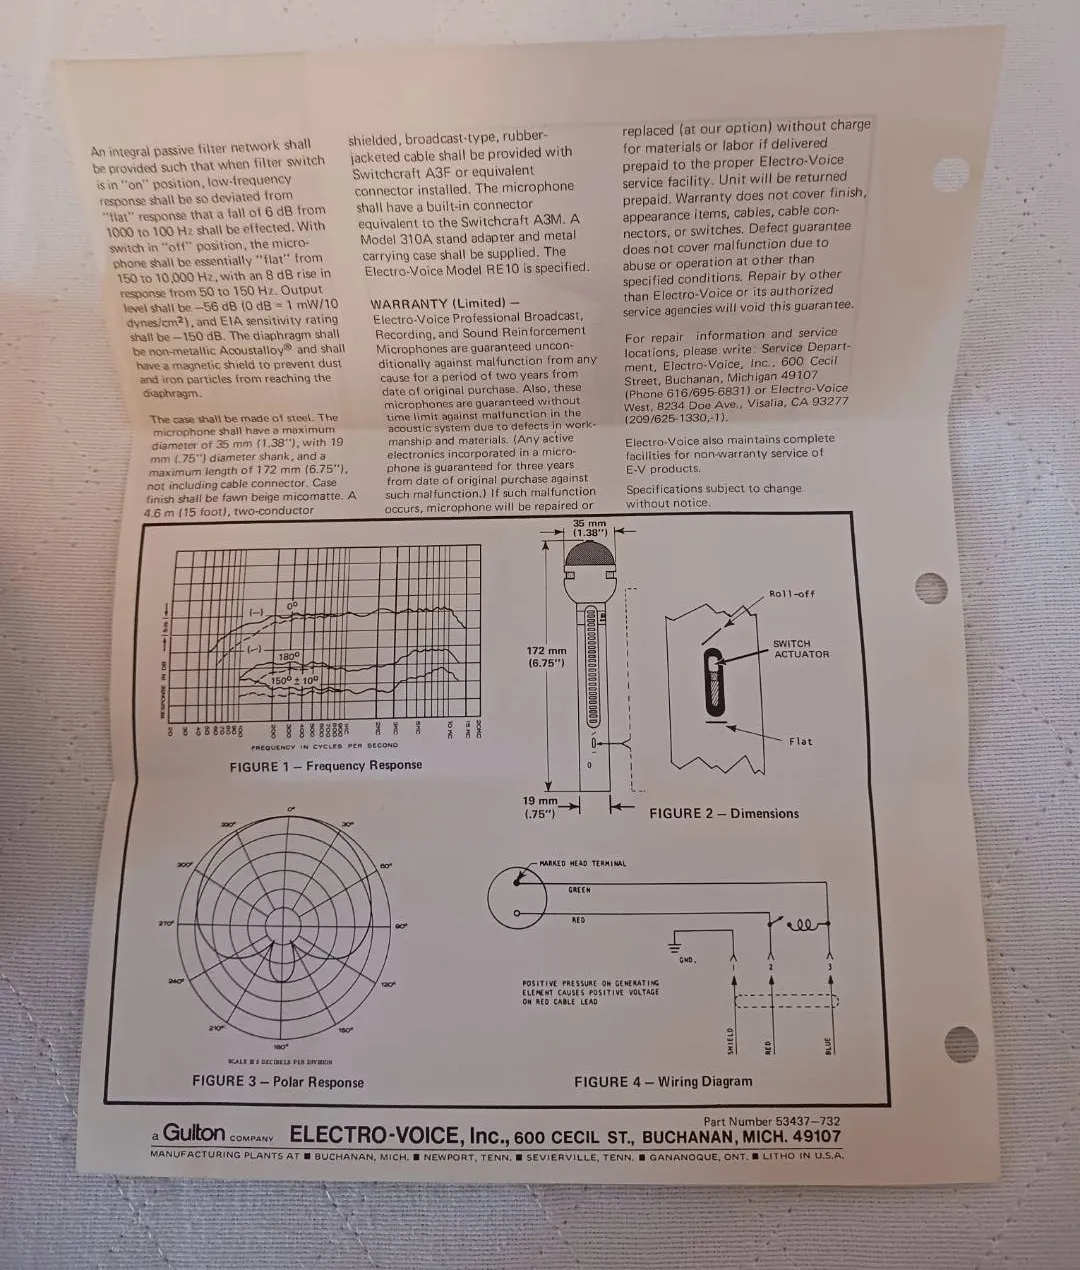 An integral passive filter network shall
be provided such that when filter switch
is in "on" position, low-frequency
response shall be so deviated from
"flat" response that a fall of 6 dB from
1000 to 100 Hz shall be effected. With
switch in "off" position, the micro-
phone shall be essentially "flat" from
150 to 10,000 Hz, with an 8 dB rise in
response from 50 to 150 Hz. Output
level shall be —56 dB (0 dB = 1 mW/10
dynes/cm²), and EIA sensitivity rating
shall be —150 dB. The diaphragm shall
be non-metallic Acoustalloy® and shall
have a magnetic shield to prevent dust
and iron particles from reaching the
diaphragm.
The case shall be made of steel. The
microphone shall have a maximum
diameter of 35 mm (1.38"), with 19
mm (.75") diameter shank, and a
maximum length of 172 mm (6.75"),
not including cable connector. Case
finish shall be fawn beige micomatte. A
4.6 m (15 foot), two-conductor
shielded, broadcast-type, rubber-
jacketed cable shall be provided with
Switchcraft A3F or equivalent
connector installed. The microphone
shall have a built-in connector
equivalent to the Switchcraft A3M. A
Model 310A stand adapter and metal
carrying case shall be supplied. The
Electro-Voice Model RE10 is specified.
WARRANTY (Limited) —
Electro-Voice Professional Broadcast,
Recording, and Sound Reinforcement
Microphones are guaranteed uncon-
ditionally against malfunction from any
cause for a period of two years from
date of original purchase. Also, these
microphones are guaranteed without
time limit against malfunction in the
acoustic system due to defects in work-
manship and materials. (Any active
electronics incorporated in a micro-
phone is guaranteed for three years
from date of original purchase against
such malfunction.) If such malfunction
occurs, microphone will be repaired or
replaced (at our option) without charge
for materials or labor if delivered
prepaid to the proper Electro-Voice
service facility. Unit will be returned
prepaid. Warranty does not cover finish,
appearance items, cables, cable con-
nectors, or switches. Defect guarantee
does not cover malfunction due to
abuse or operation at other than
specified conditions. Repair by other
than Electro-Voice or its authorized
service agencies will void this guarantee.
For repair information and service
locations, please write: Service Depart-
ment, Electro-Voice, Inc., 600 Cecil
Street, Buchanan, Michigan 49107
(Phone 616/695-6831) or Electro-Voice
West, 8234 Doe Ave., Visalia, CA 93277
(209/625-1330,-1).
Electro-Voice also maintains complete
facilities for non-warranty service of
E-V products.
Specifications subject to change
without notice.
0°
180°
150° ± 10°
RESPONSE IN DB
FREQUENCY IN CYCLES PER SECOND
FIGURE 1 — Frequency Response
35 mm
(1.38")
172 mm
(6.75")
19 mm
(.75")
Roll-off
SWITCH
ACTUATOR
Flat
FIGURE 2 — Dimensions
0°
30°
60°
90°
120°
150°
180°
210°
240°
270°
300°
330°
SCALE IS 5 DECIBELS PER DIVISION
FIGURE 3 — Polar Response
MARKED HEAD TERMINAL
GREEN
RED
GND.
1
2
3
POSITIVE PRESSURE ON GENERATING
ELEMENT CAUSES POSITIVE VOLTAGE
ON RED CABLE LEAD
SHIELD
RED
BLUE
FIGURE 4 — Wiring Diagram
Part Number 53437—732
a Gulton COMPANY ELECTRO-VOICE, Inc., 600 CECIL ST., BUCHANAN, MICH. 49107
MANUFACTURING PLANTS AT ■ BUCHANAN, MICH. ■ NEWPORT, TENN. ■ SEVIERVILLE, TENN. ■ GANANOQUE, ONT. ■ LITHO IN U.S.A.